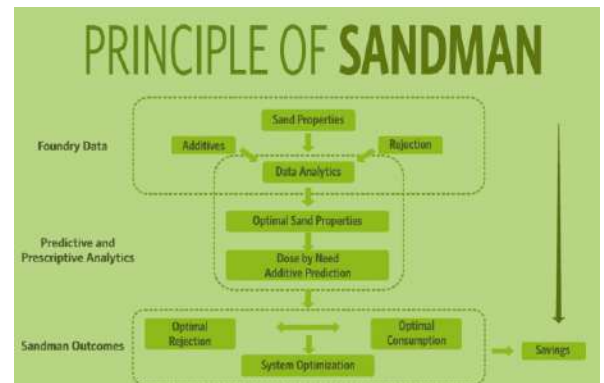 PRINCIPLE OF SANDMAN
Sand Properties
Foundry Data
Additives
Rejection
Data Analytics
Optimal Sand Properties
Predictive and
Prescriptive Analytics
Dose by Need
Additive Prediction
Optimal
Rejection
Optimal
Consumption
Sandman Outcomes
System Optimization
Savings